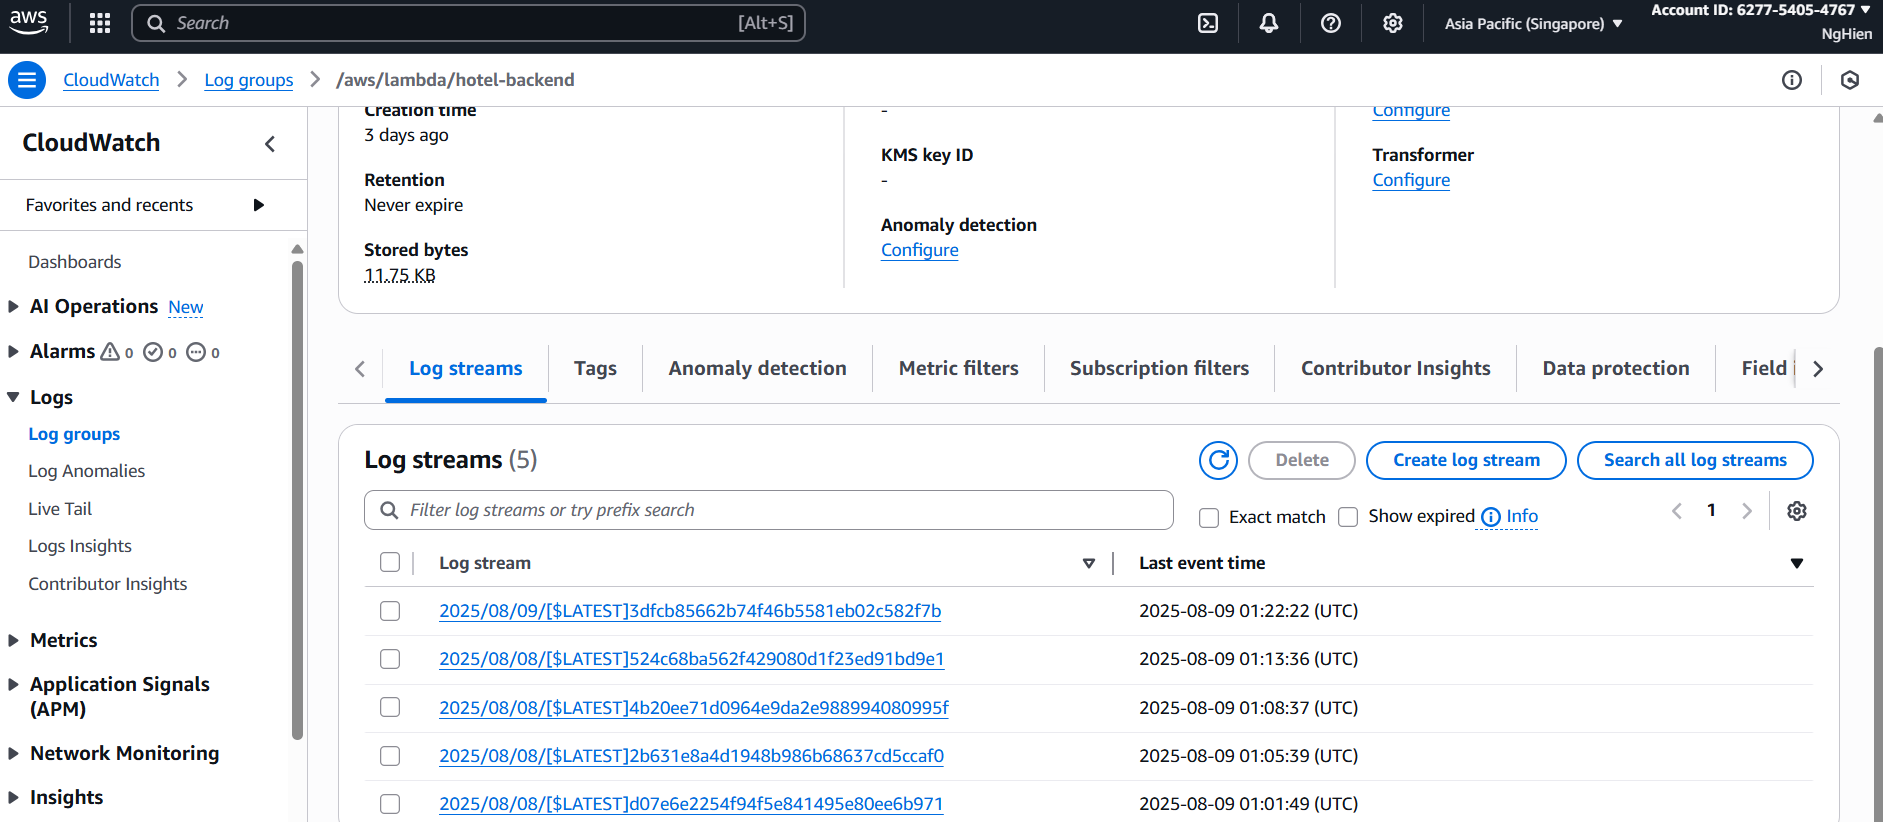 aws
Search
[Alt+S]
Asia Pacific (Singapore)
Account ID: 6277-5405-4767
NgHien
CloudWatch
Log groups
/aws/lambda/hotel-backend
CloudWatch
Favorites and recents
Dashboards
AI Operations New
Alarms 0 0 0
Logs
Log groups
Log Anomalies
Live Tail
Logs Insights
Contributor Insights
Metrics
Application Signals
(APM)
Network Monitoring
Insights
Creation time
3 days ago
Retention
Never expire
Stored bytes
11.75 KB
-
KMS key ID
-
Anomaly detection
Configure
Configure
Transformer
Configure
Log streams
Tags
Anomaly detection
Metric filters
Subscription filters
Contributor Insights
Data protection
Field
Log streams (5)
Delete
Create log stream
Search all log streams
Filter log streams or try prefix search
Exact match
Show expired
Info
1
Log stream
Last event time
2025/08/09/[$LATEST]3dfcb85662b74f46b5581eb02c582f7b
2025-08-09 01:22:22 (UTC)
2025/08/08/[$LATEST]524c68ba562f429080d1f23ed91bd9e1
2025-08-09 01:13:36 (UTC)
2025/08/08/[$LATEST]4b20ee71d0964e9da2e988994080995f
2025-08-09 01:08:37 (UTC)
2025/08/08/[$LATEST]2b631e8a4d1948b986b68637cd5ccaf0
2025-08-09 01:05:39 (UTC)
2025/08/08/[$LATEST]d07e6e2254f94f5e841495e80ee6b971
2025-08-09 01:01:49 (UTC)